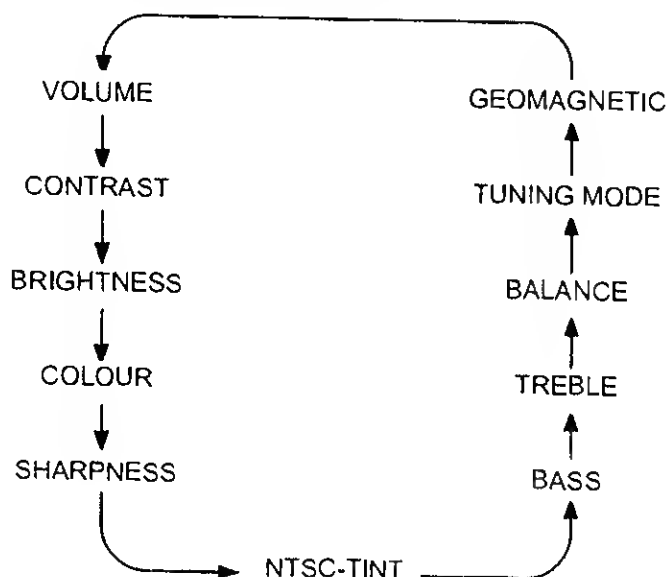 VOLUME
CONTRAST
BRIGHTNESS
COLOUR
SHARPNESS
NTSC-TINT
BASS
TREBLE
BALANCE
TUNING MODE
GEOMAGNETIC